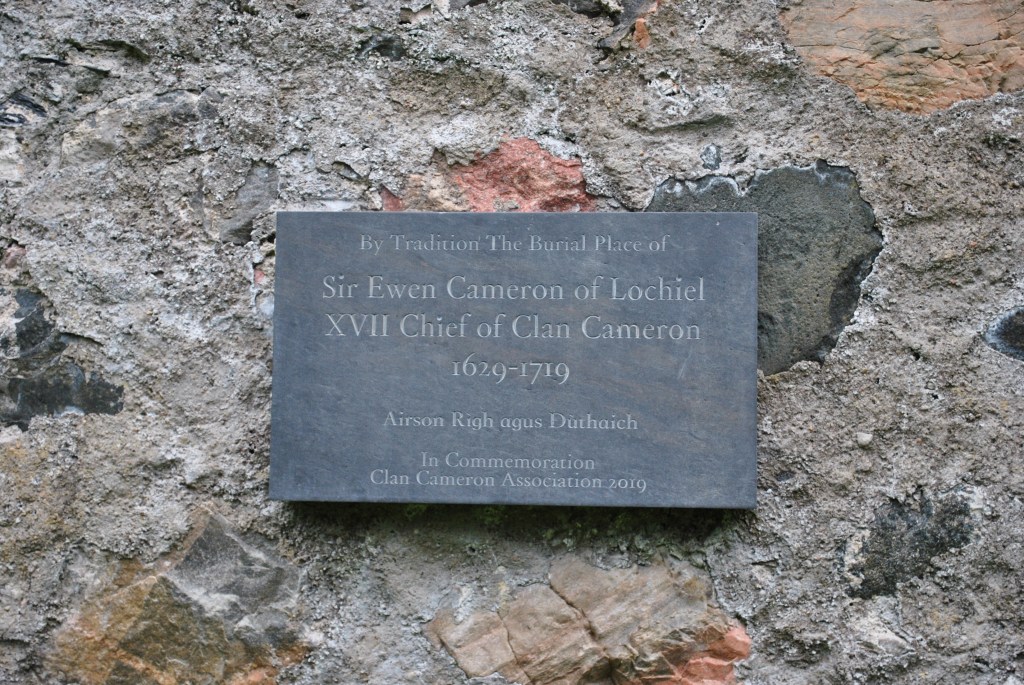 By Tradition The Burial Place of
Sir Ewen Cameron of Lochiel
XVII Chief of Clan Cameron
1629-1719
Airson Righ agus Dùthaich
In Commemoration
Clan Cameron Association 2019